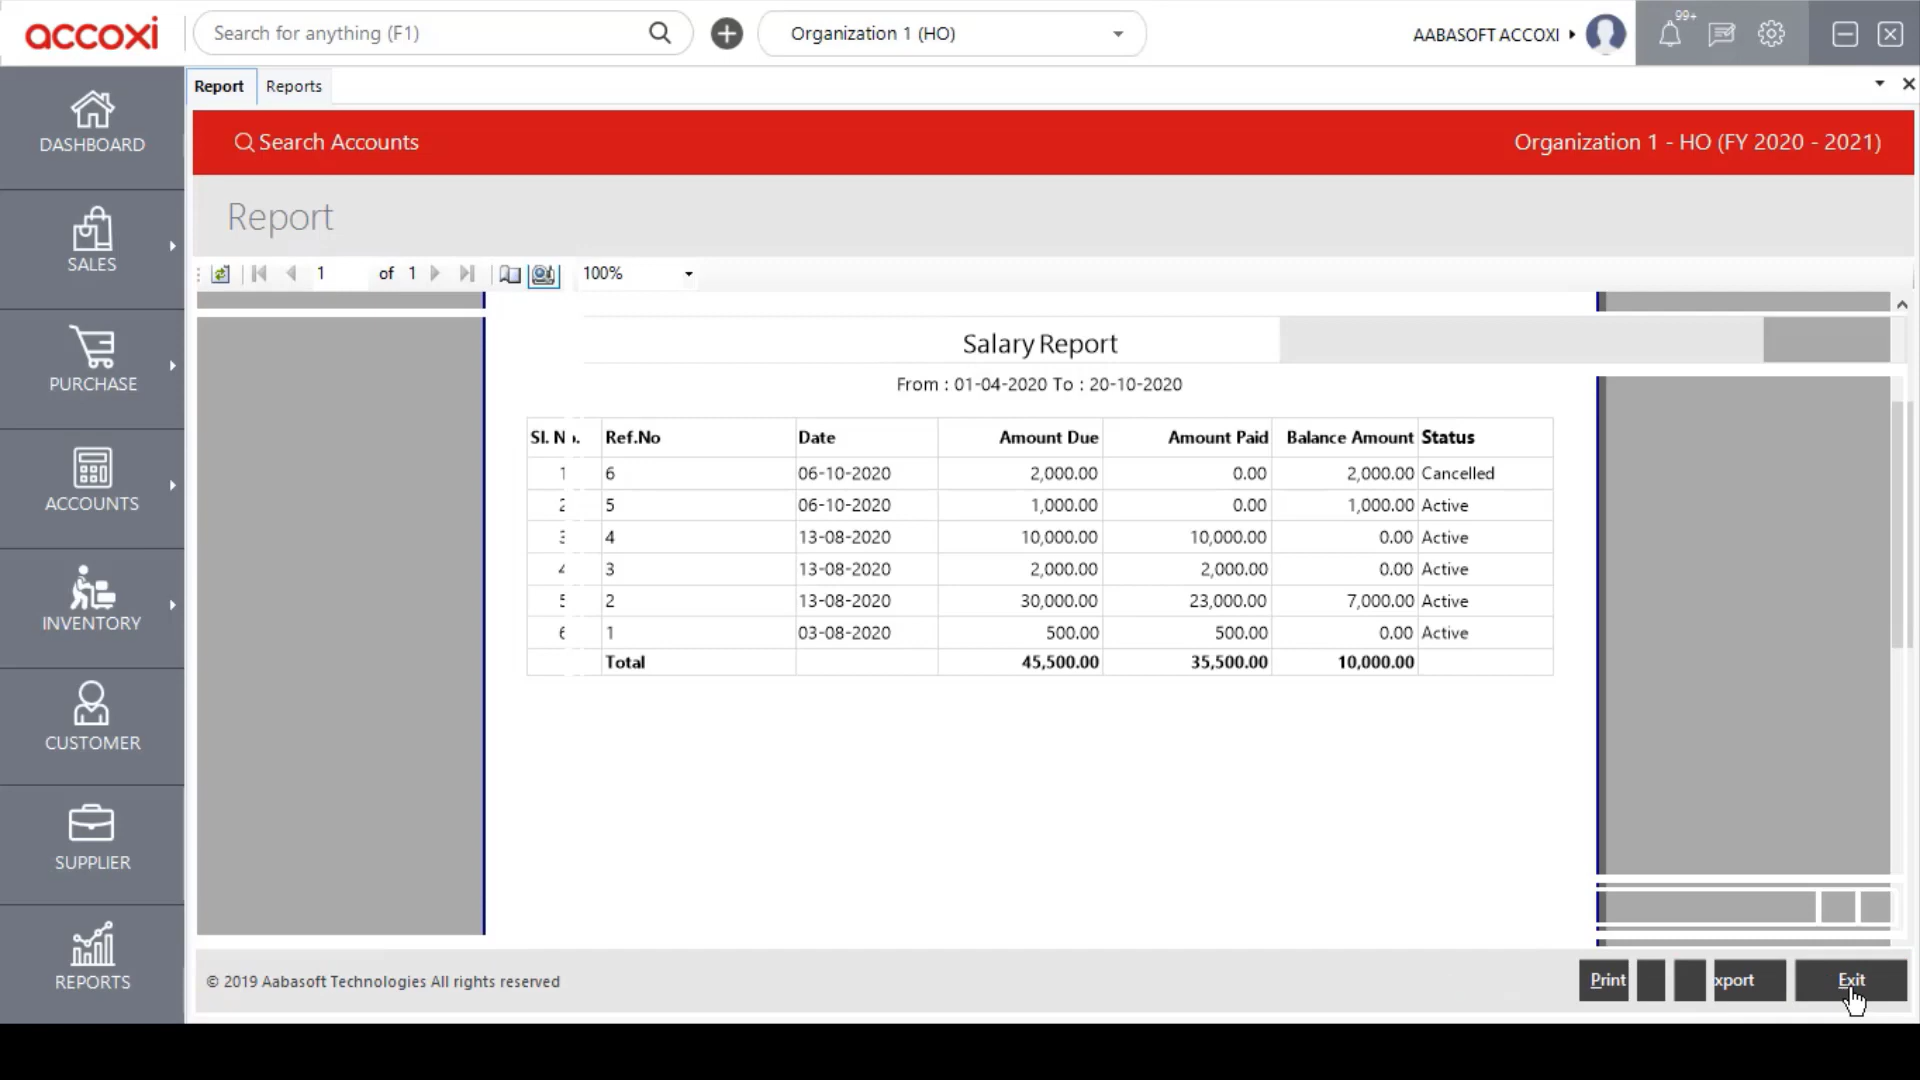 accoxi Search for anything (F1) Organization 1 (HO) AABASOFT ACCOXI 99+
Report Reports
Search Accounts Organization 1 - HO (FY 2020 - 2021)
Report
1 of 1 100%
DASHBOARD
SALES
PURCHASE
ACCOUNTS
INVENTORY
CUSTOMER
SUPPLIER
REPORTS
Salary Report
From : 01-04-2020 To : 20-10-2020
Sl. No. Ref.No Date Amount Due Amount Paid Balance Amount Status
1 6 06-10-2020 2,000.00 0.00 2,000.00 Cancelled
2 5 06-10-2020 1,000.00 0.00 1,000.00 Active
3 4 13-08-2020 10,000.00 10,000.00 0.00 Active
4 3 13-08-2020 2,000.00 2,000.00 0.00 Active
5 2 13-08-2020 30,000.00 23,000.00 7,000.00 Active
6 1 03-08-2020 500.00 500.00 0.00 Active
Total 45,500.00 35,500.00 10,000.00
© 2019 Aabasoft Technologies All rights reserved
Print xport Exit